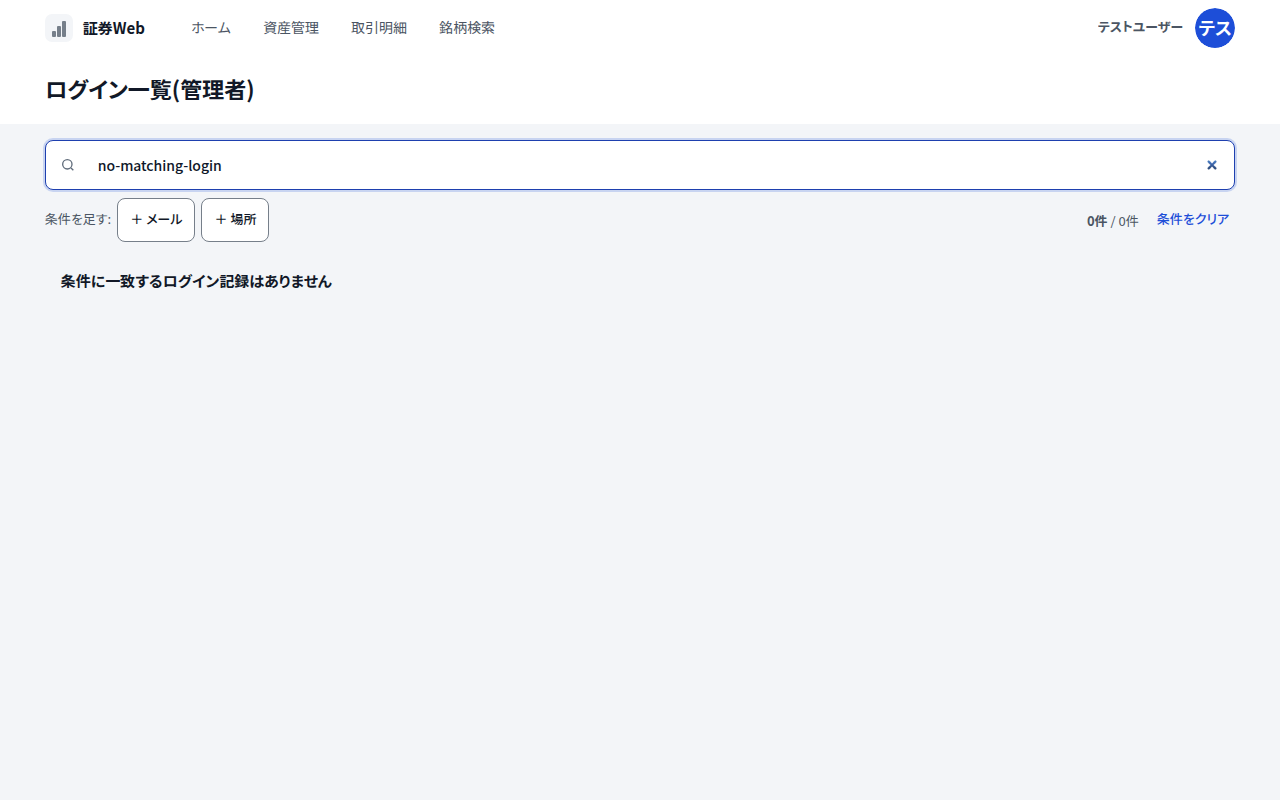 証券Web
ホーム
資産管理
取引明細
銘柄検索
テストユーザー
テス
ログイン一覧(管理者)
no-matching-login
条件を足す:
＋ メール
＋ 場所
0件 / 0件
条件をクリア
条件に一致するログイン記録はありません